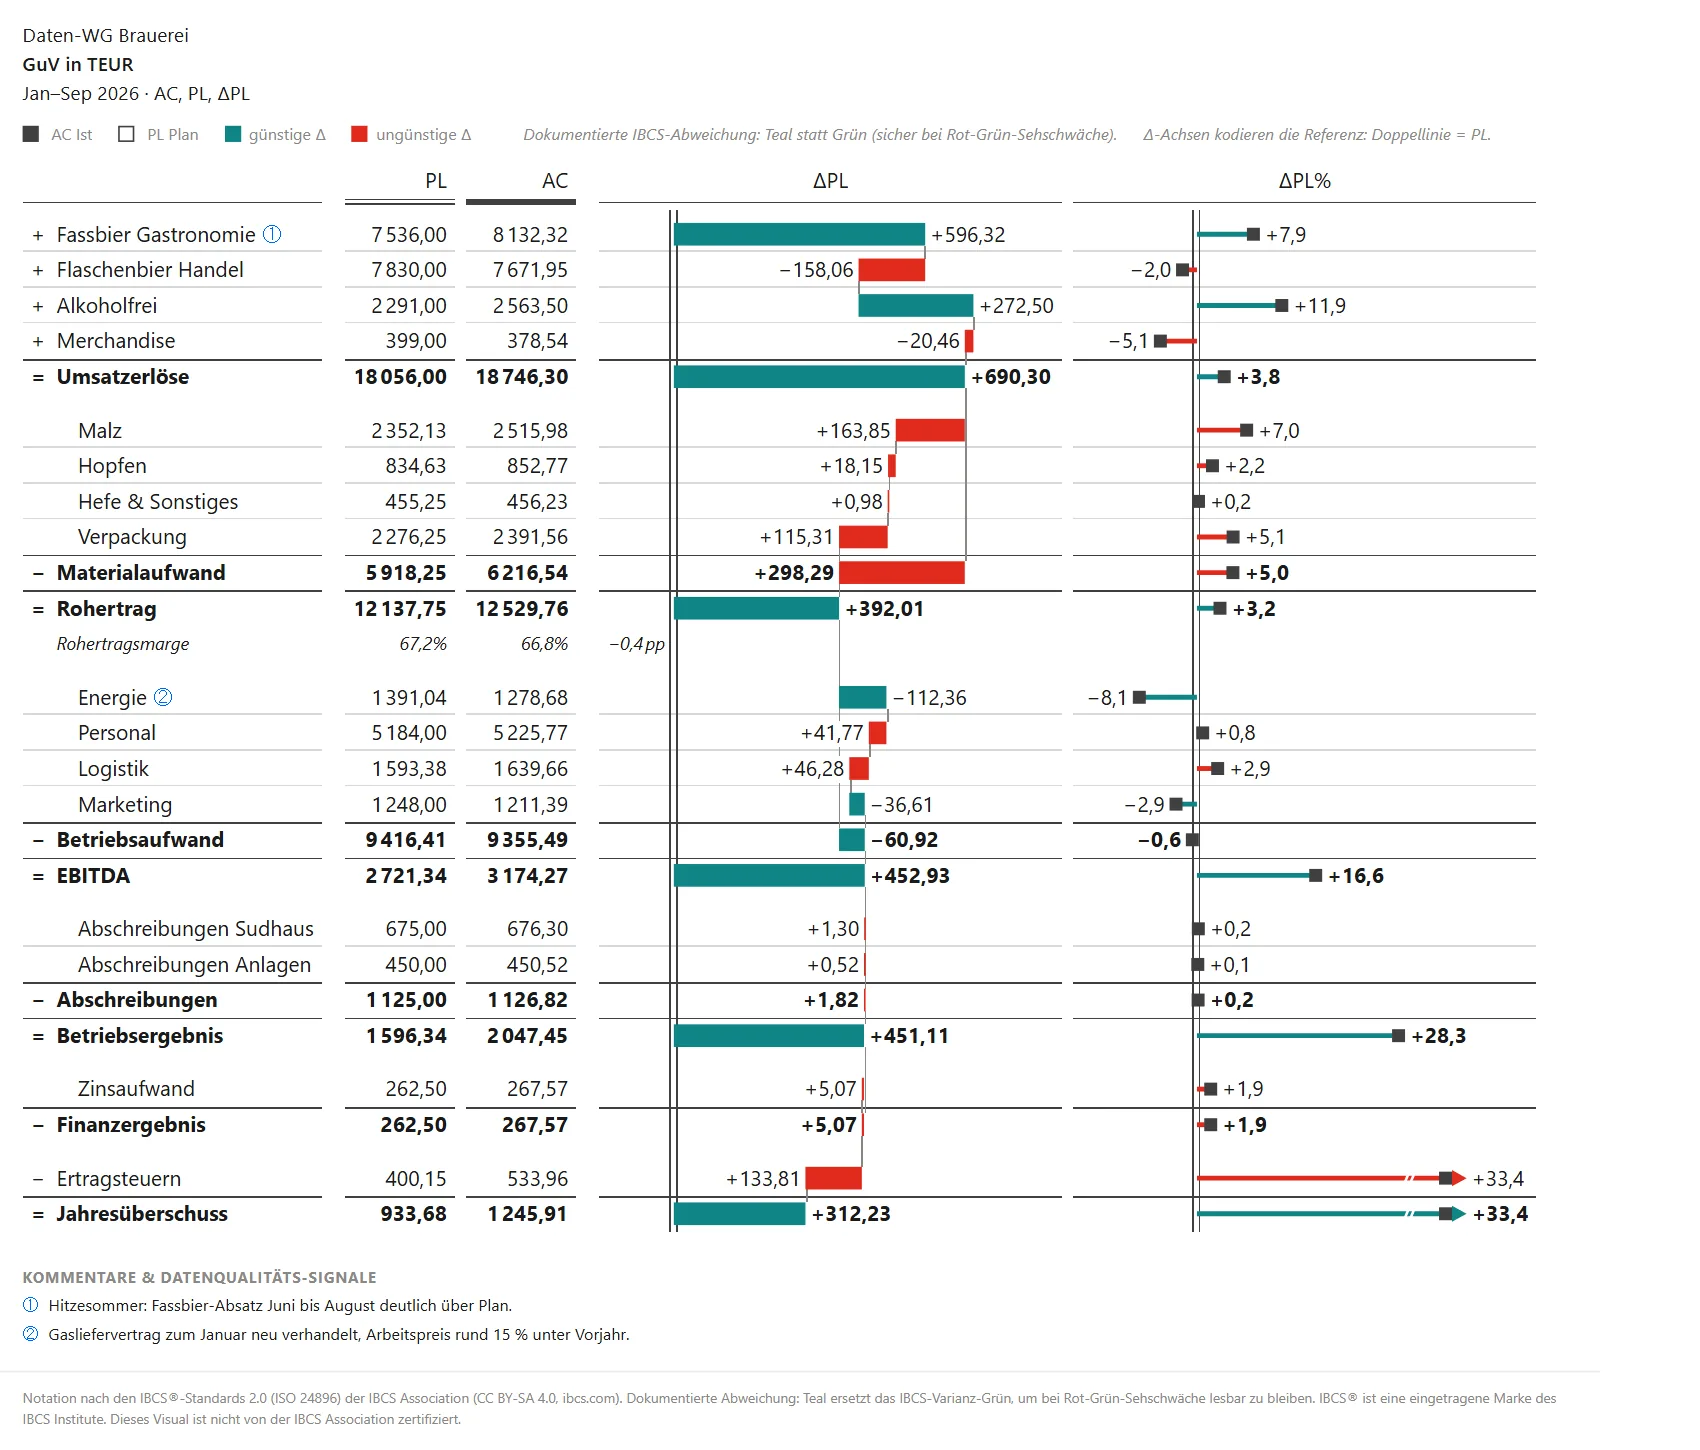 Daten-WG Brauerei
GuV in TEUR
Jan–Sep 2026 · AC, PL, ΔPL
AC Ist PL Plan günstige Δ ungünstige Δ Dokumentierte IBCS-Abweichung: Teal statt Grün (sicher bei Rot-Grün-Sehschwäche). Δ-Achsen kodieren die Referenz: Doppellinie = PL.
PL AC ΔPL ΔPL%
+ Fassbier Gastronomie ① 7 536,00 8 132,32 +596,32 +7,9
+ Flaschenbier Handel 7 830,00 7 671,95 −158,06 −2,0
+ Alkoholfrei 2 291,00 2 563,50 +272,50 +11,9
+ Merchandise 399,00 378,54 −20,46 −5,1
= Umsatzerlöse 18 056,00 18 746,30 +690,30 +3,8
Malz 2 352,13 2 515,98 +163,85 +7,0
Hopfen 834,63 852,77 +18,15 +2,2
Hefe & Sonstiges 455,25 456,23 +0,98 +0,2
Verpackung 2 276,25 2 391,56 +115,31 +5,1
− Materialaufwand 5 918,25 6 216,54 +298,29 +5,0
= Rohertrag 12 137,75 12 529,76 +392,01 +3,2
Rohertragsmarge 67,2% 66,8% −0,4 pp
Energie ② 1 391,04 1 278,68 −112,36 −8,1
Personal 5 184,00 5 225,77 +41,77 +0,8
Logistik 1 593,38 1 639,66 +46,28 +2,9
Marketing 1 248,00 1 211,39 −36,61 −2,9
− Betriebsaufwand 9 416,41 9 355,49 −60,92 −0,6
= EBITDA 2 721,34 3 174,27 +452,93 +16,6
Abschreibungen Sudhaus 675,00 676,30 +1,30 +0,2
Abschreibungen Anlagen 450,00 450,52 +0,52 +0,1
− Abschreibungen 1 125,00 1 126,82 +1,82 +0,2
= Betriebsergebnis 1 596,34 2 047,45 +451,11 +28,3
Zinsaufwand 262,50 267,57 +5,07 +1,9
− Finanzergebnis 262,50 267,57 +5,07 +1,9
− Ertragsteuern 400,15 533,96 +133,81 +33,4
= Jahresüberschuss 933,68 1 245,91 +312,23 +33,4
KOMMENTARE & DATENQUALITÄTS-SIGNALE
① Hitzesommer: Fassbier-Absatz Juni bis August deutlich über Plan.
② Gasliefervertrag zum Januar neu verhandelt, Arbeitspreis rund 15 % unter Vorjahr.
Notation nach den IBCS®-Standards 2.0 (ISO 24896) der IBCS Association (CC BY-SA 4.0, ibcs.com). Dokumentierte Abweichung: Teal ersetzt das IBCS-Varianz-Grün, um bei Rot-Grün-Sehschwäche lesbar zu bleiben. IBCS® ist eine eingetragene Marke des
IBCS Institute. Dieses Visual ist nicht von der IBCS Association zertifiziert.